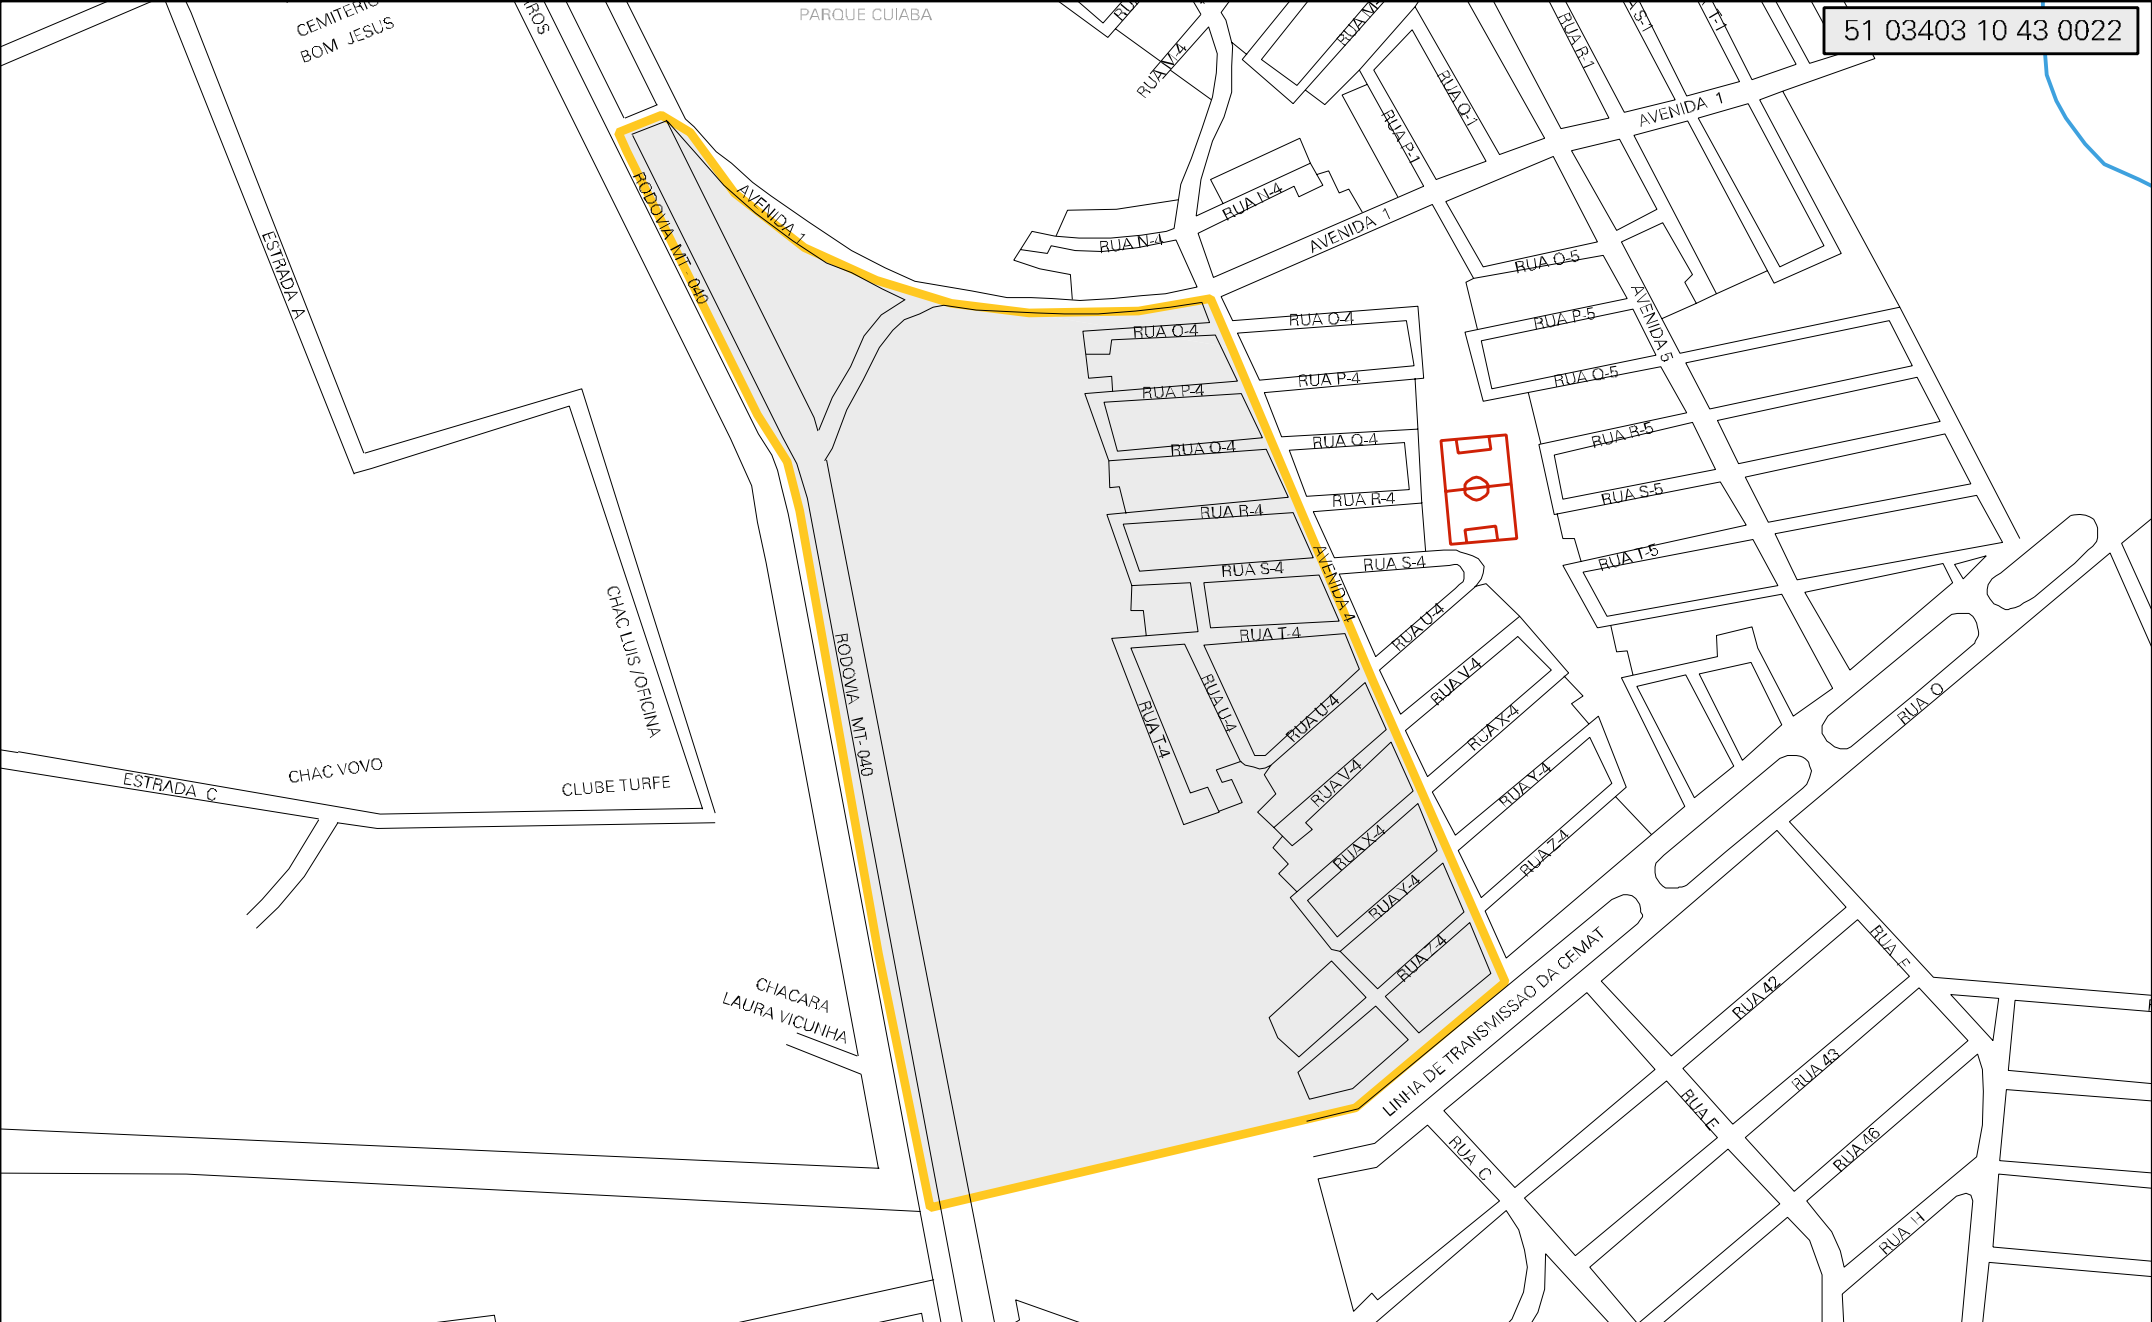 CEMITERIO
BOM JESUS
PARQUE CUIABA
51 03403 10 43 0022
RUA M-4
RUA R-1
RUA O-1
RUA P-1
AVENIDA 1
RODOVIA MT-040
AVENIDA 1
RUA N-4
RUA N-4
AVENIDA 1
ESTRADA A
RUA O-5
RUA O-4
RUA O-4
RUA P-5
AVENIDA 5
RUA P-4
RUA P-4
RUA Q-5
RUA Q-4
RUA Q-4
RUA R-5
RUA R-4
RUA R-4
RUA S-5
RUA S-4
RUA S-4
RUA T-5
AVENIDA 4
CHAC LUIS /OFICINA
RODOVIA MT-040
RUA T-4
RUA U-4
RUA U-4
RUA T-4
RUA U-4
RUA V-4
RUA V-4
RUA X-4
RUA X-4
RUA Y-4
RUA Y-4
RUA Z-4
RUA Z-4
RUA Q
CHAC VOVO
ESTRADA C
CLUBE TURFE
CHACARA
LAURA VICUNHA
LINHA DE TRANSMISSAO DA CEMAT
RUA 42
RUA 43
RUA 46
RUA E
RUA C
RUA H